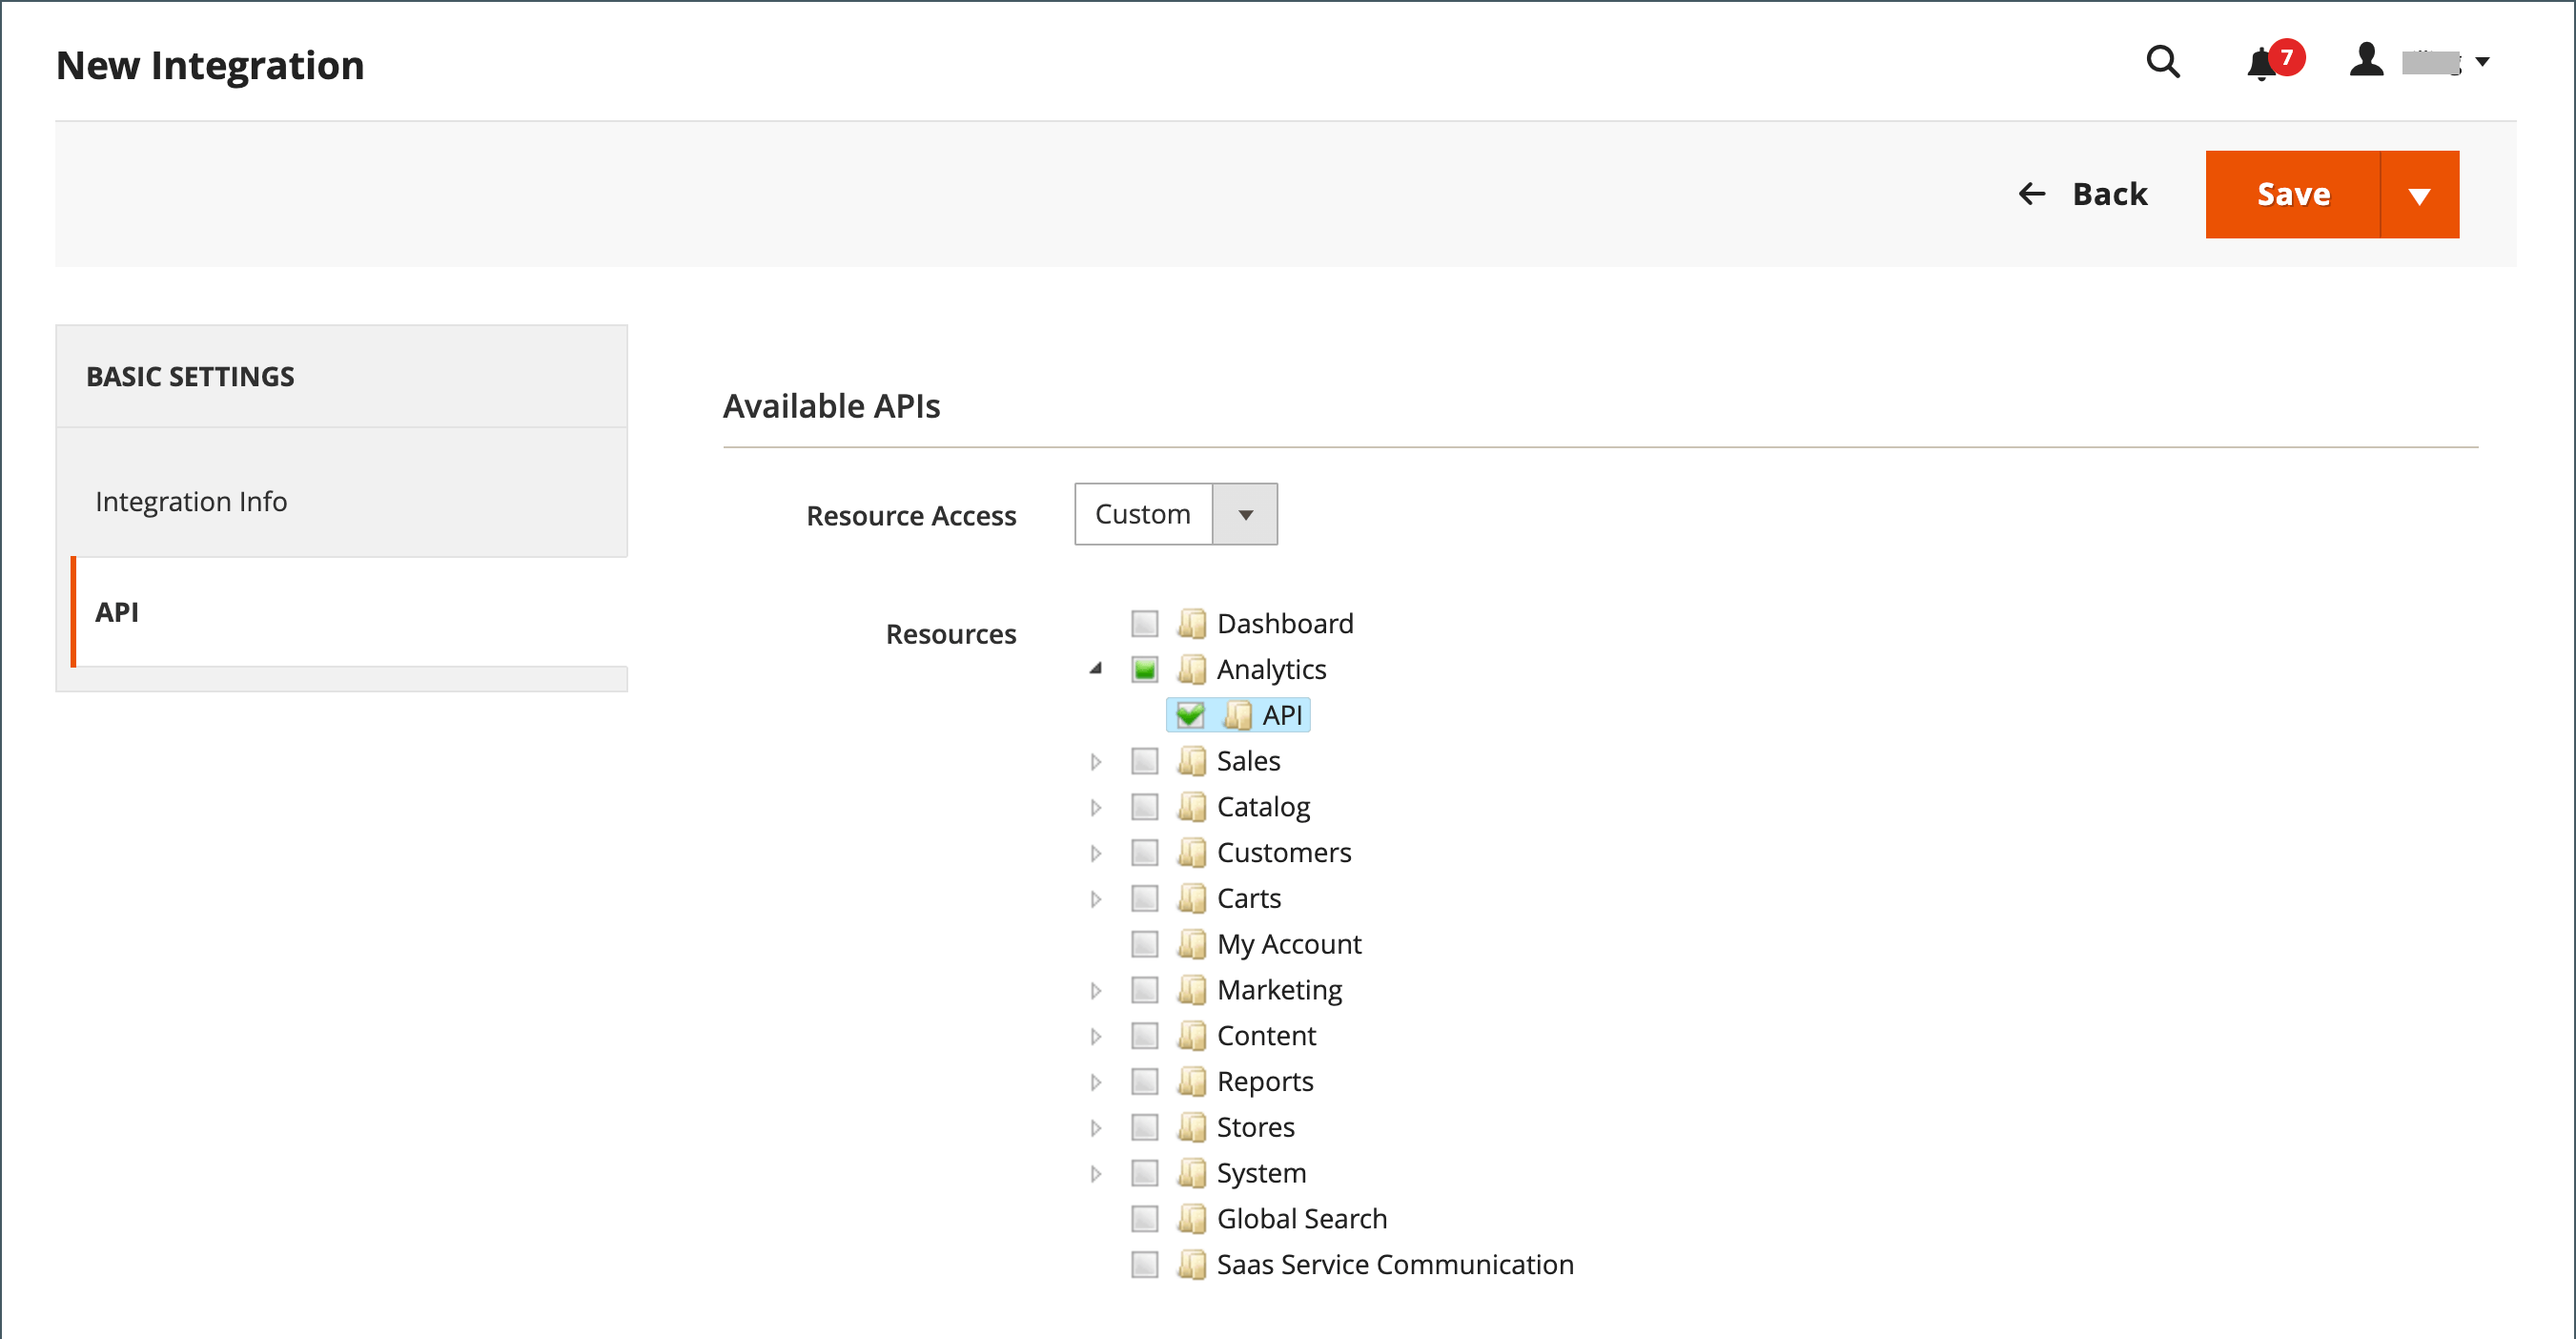 New Integration
7
Back
Save
BASIC SETTINGS
Integration Info
API
Available APIs
Resource Access
Custom
Resources
Dashboard
Analytics
API
Sales
Catalog
Customers
Carts
My Account
Marketing
Content
Reports
Stores
System
Global Search
Saas Service Communication